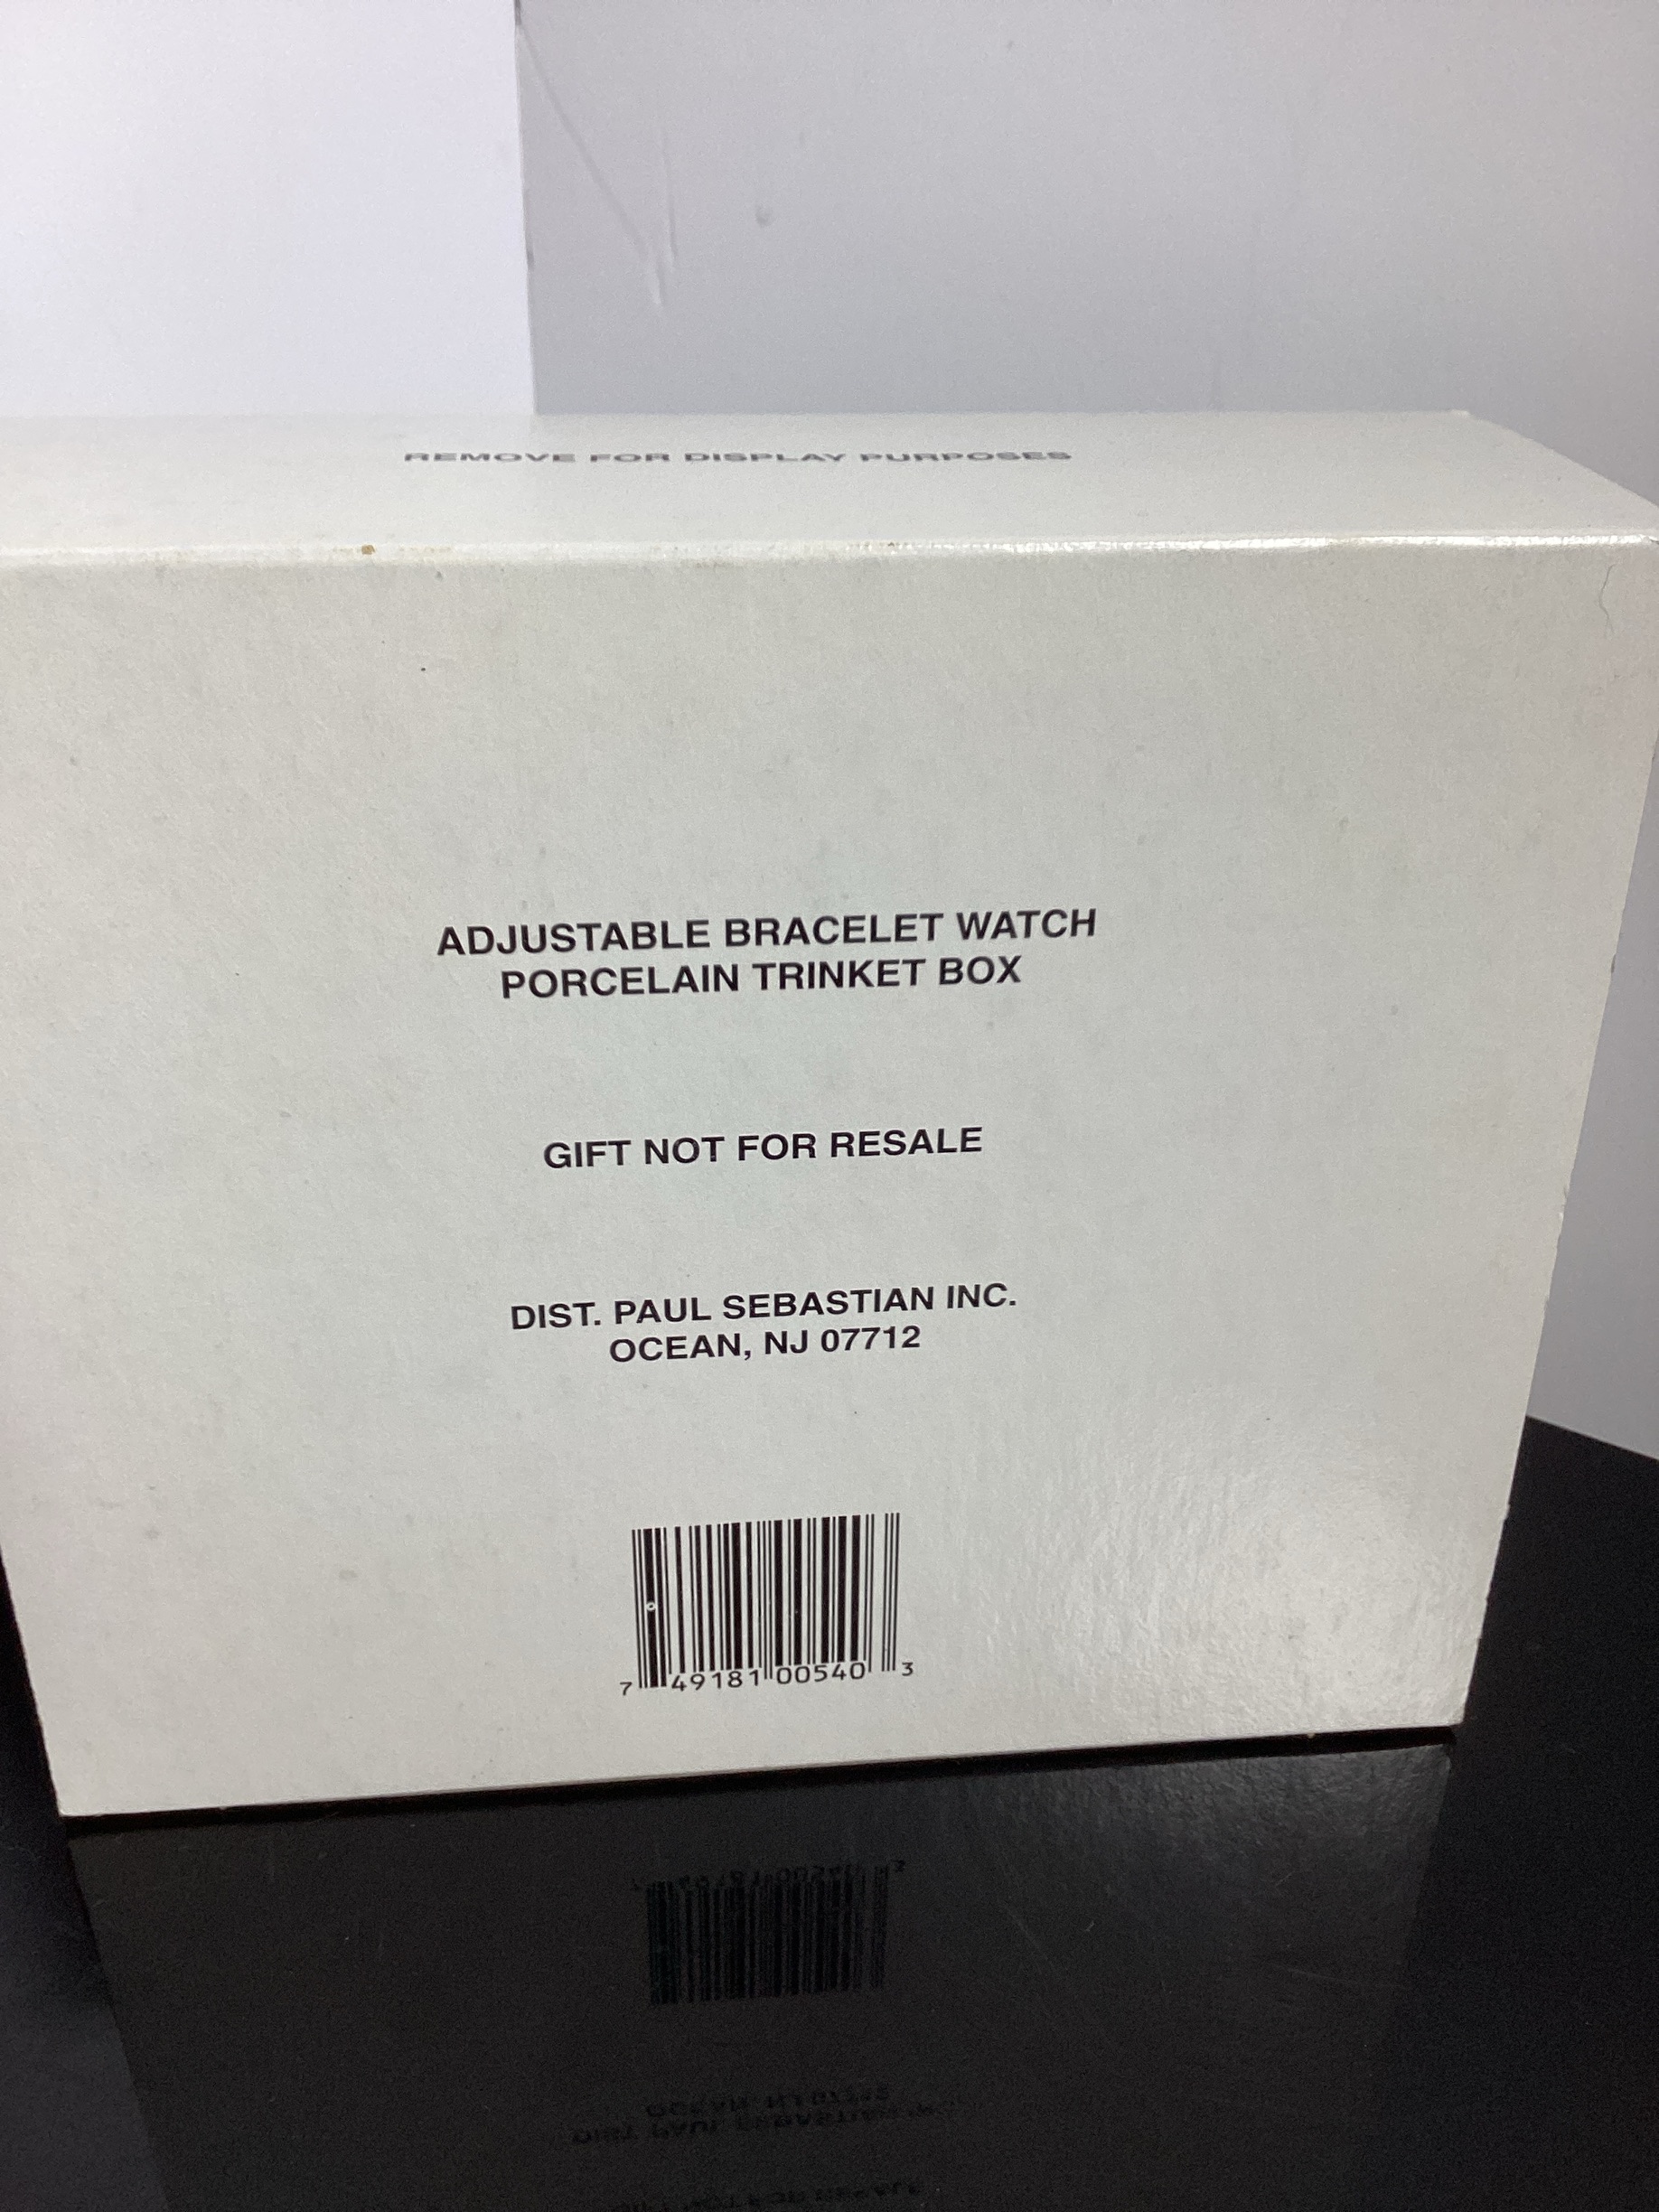 REMOVE FOR DISPLAY PURPOSES
ADJUSTABLE BRACELET WATCH
PORCELAIN TRINKET BOX
GIFT NOT FOR RESALE
DIST. PAUL SEBASTIAN INC.
OCEAN, NJ 07712
7 49181 00540 3